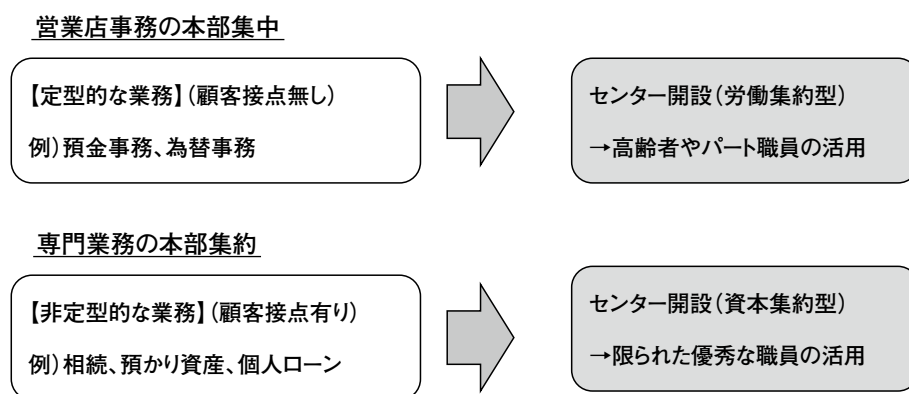 営業店事務の本部集中
【定型的な業務】(顧客接点無し)
例)預金事務、為替事務
センター開設(労働集約型)
→高齢者やパート職員の活用
専門業務の本部集約
【非定型的な業務】(顧客接点有り)
例)相続、預かり資産、個人ローン
センター開設(資本集約型)
→限られた優秀な職員の活用